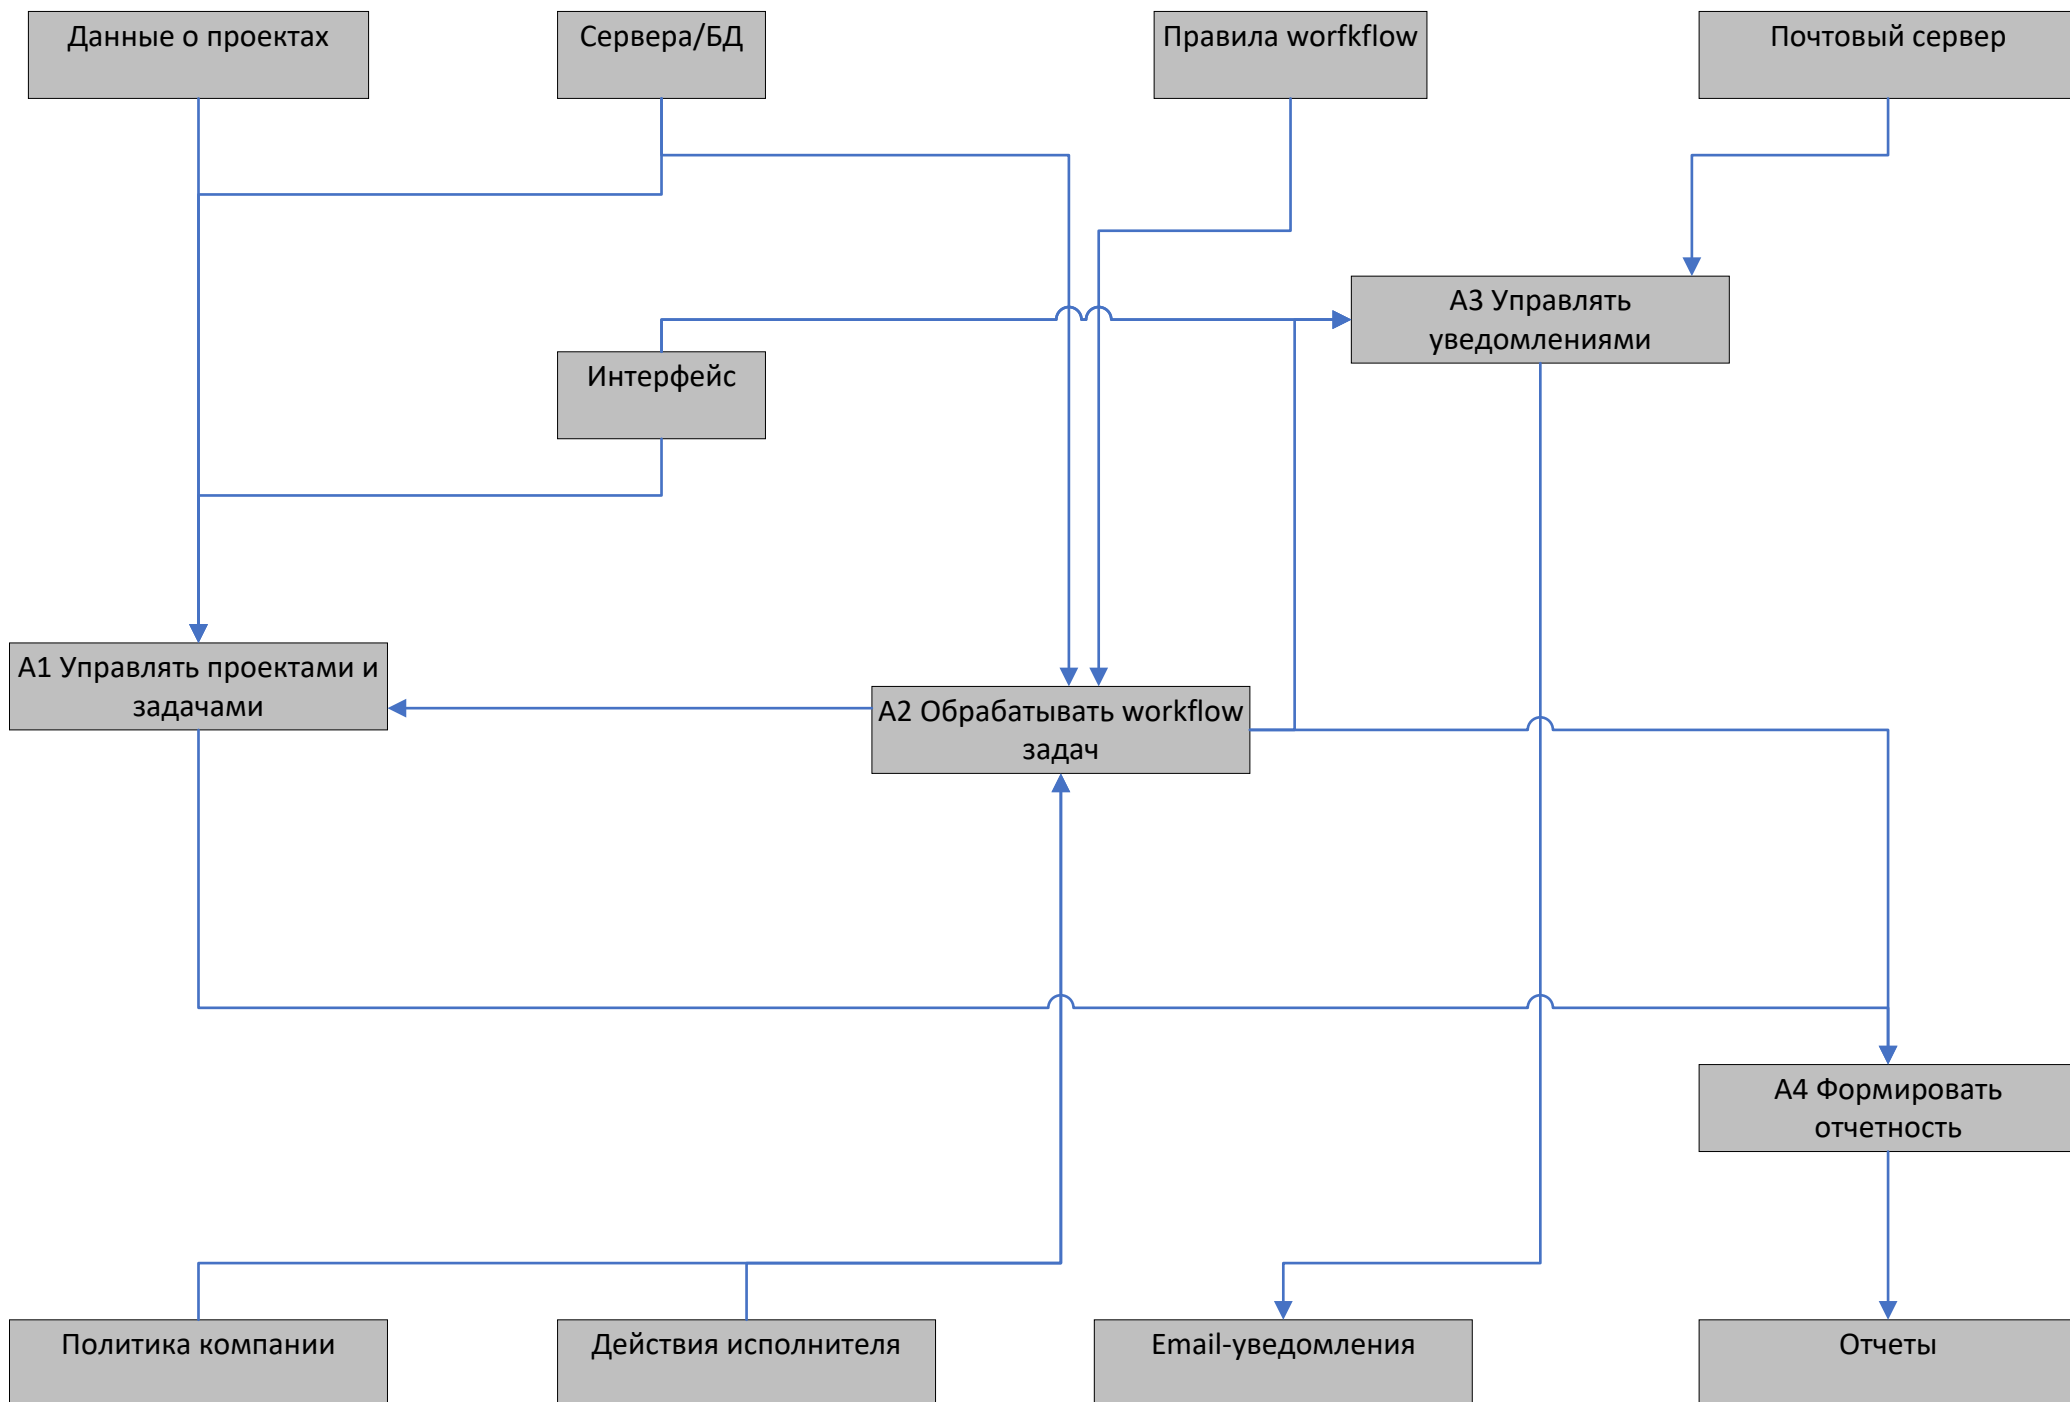 Данные о проектах
Сервера/БД
Правила worfkflow
Почтовый сервер
А3 Управлять
уведомлениями
Интерфейс
А1 Управлять проектами и
задачами
А2 Обрабатывать workflow
задач
А4 Формировать
отчетность
Политика компании
Действия исполнителя
Email-уведомления
Отчеты